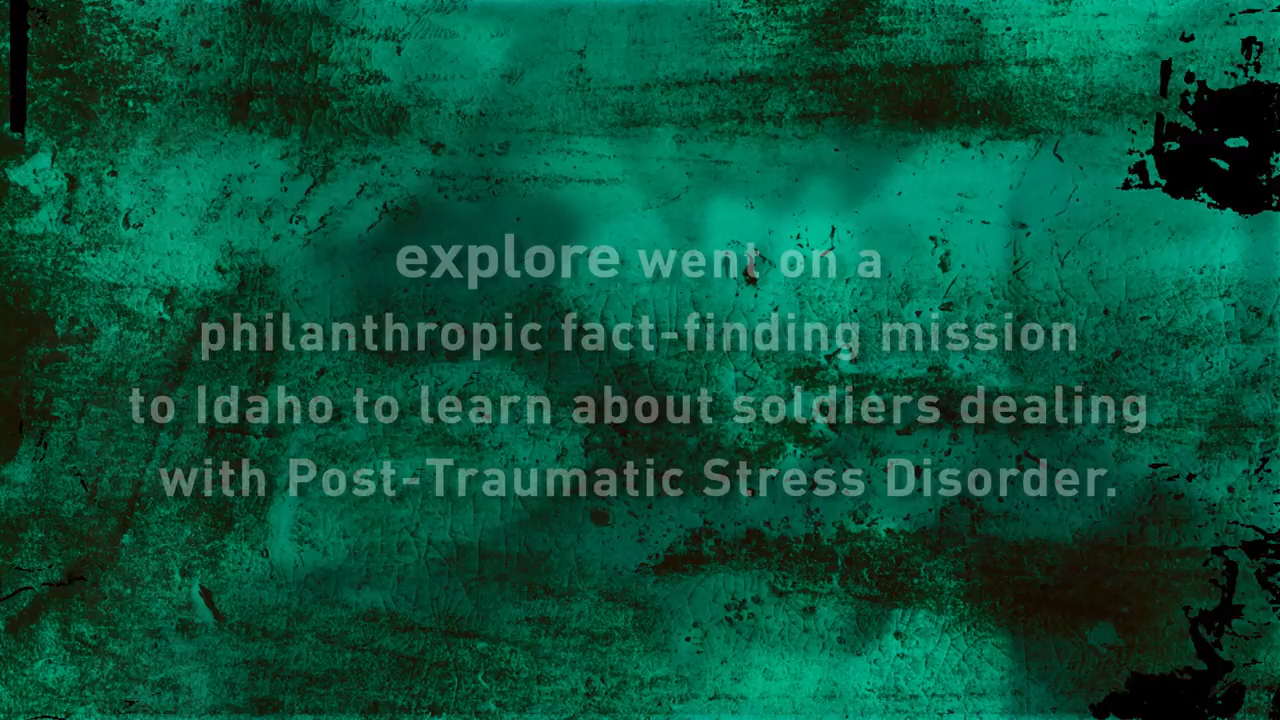 explore went on a
philanthropic fact-finding mission
to Idaho to learn about soldiers dealing
with Post-Traumatic Stress Disorder.